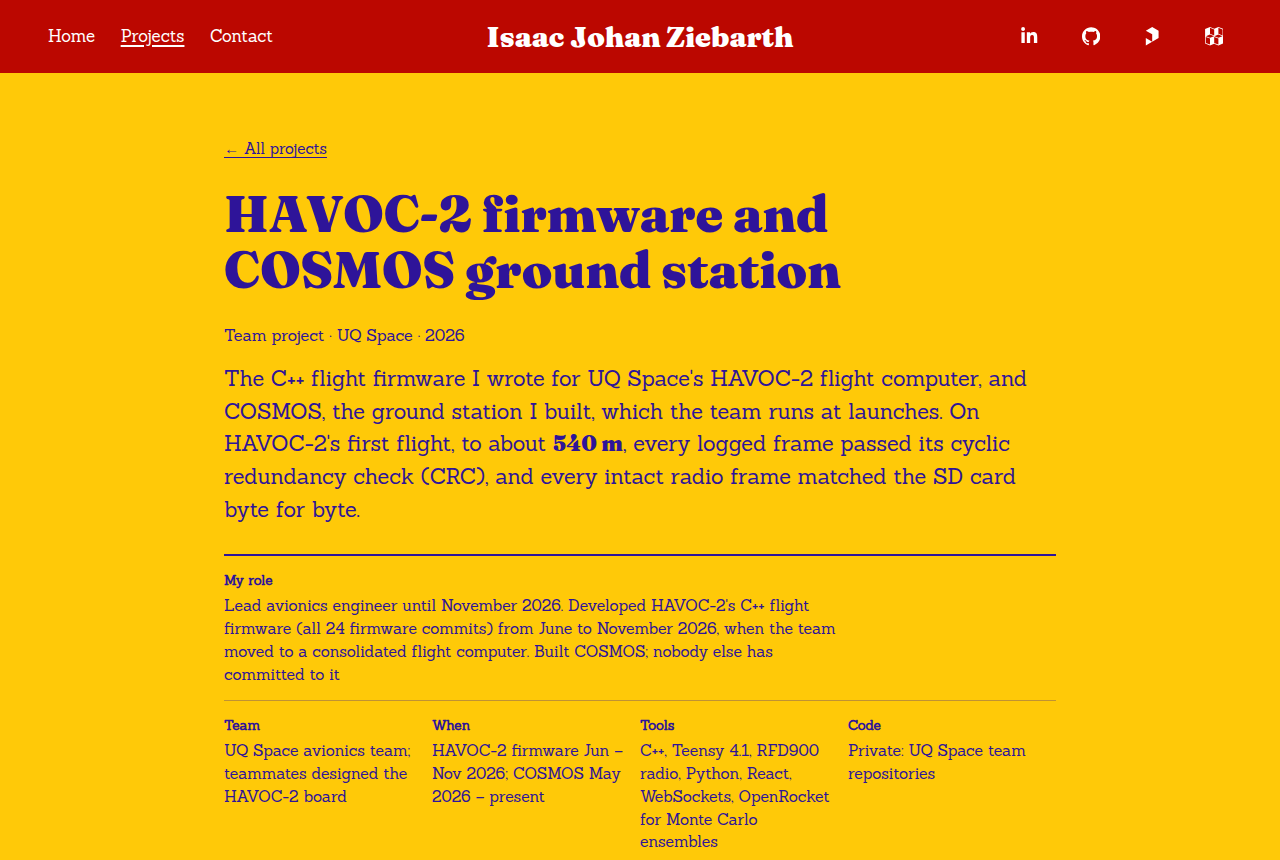 Home Projects Contact
Isaac Johan Ziebarth
in
← All projects
HAVOC-2 firmware and
COSMOS ground station
Team project · UQ Space · 2026
The C++ flight firmware I wrote for UQ Space's HAVOC-2 flight computer, and
COSMOS, the ground station I built, which the team runs at launches. On
HAVOC-2's first flight, to about 540 m, every logged frame passed its cyclic
redundancy check (CRC), and every intact radio frame matched the SD card
byte for byte.
My role
Lead avionics engineer until November 2026. Developed HAVOC-2's C++ flight
firmware (all 24 firmware commits) from June to November 2026, when the team
moved to a consolidated flight computer. Built COSMOS; nobody else has
committed to it
Team
UQ Space avionics team;
teammates designed the
HAVOC-2 board
When
HAVOC-2 firmware Jun –
Nov 2026; COSMOS May
2026 – present
Tools
C++, Teensy 4.1, RFD900
radio, Python, React,
WebSockets, OpenRocket
for Monte Carlo
ensembles
Code
Private: UQ Space team
repositories